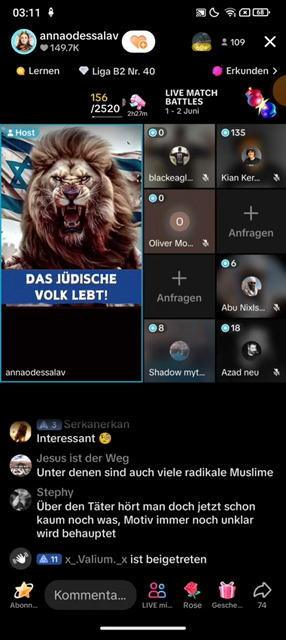 03:11
68
annaodessalav
149.7K
109
Lernen
Liga B2 Nr. 40
Erkunden
156
/2520
2h27m
LIVE MATCH
BATTLES
1 - 2 Juni
Host
DAS JÜDISCHE
VOLK LEBT!
annaodessalav
0
blackeagl...
135
Kian Ker...
0
O
Oliver Mo...
Anfragen
Anfragen
6
Abu Nixls...
8
Shadow myt...
18
Azad neu
3 Serkanerkan
Interessant
Jesus ist der Weg
Unter denen sind auch viele radikale Muslime
Stephy
Über den Täter hört man doch jetzt schon
kaum noch was, Motiv immer noch unklar
wird behauptet
11 x_.Valium._x ist beigetreten
Abonn...
Kommenta...
LIVE mi...
Rose
Gesche...
74